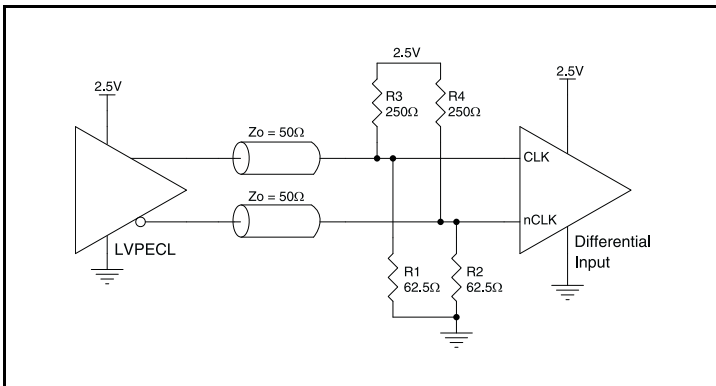 2.5V
2.5V
2.5V
R3
250Ω
R4
250Ω
Zo = 50Ω
CLK
Zo = 50Ω
nCLK
LVPECL
Differential
Input
R1
62.5Ω
R2
62.5Ω